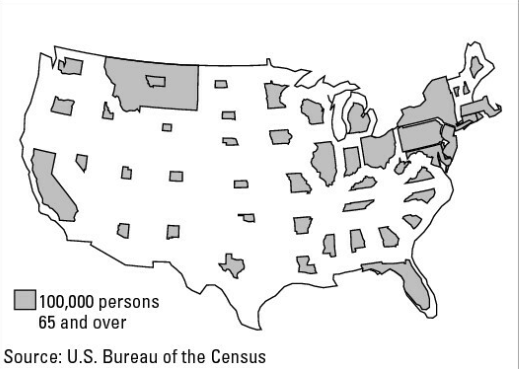 100,000 persons
65 and over
Source: U.S. Bureau of the Census